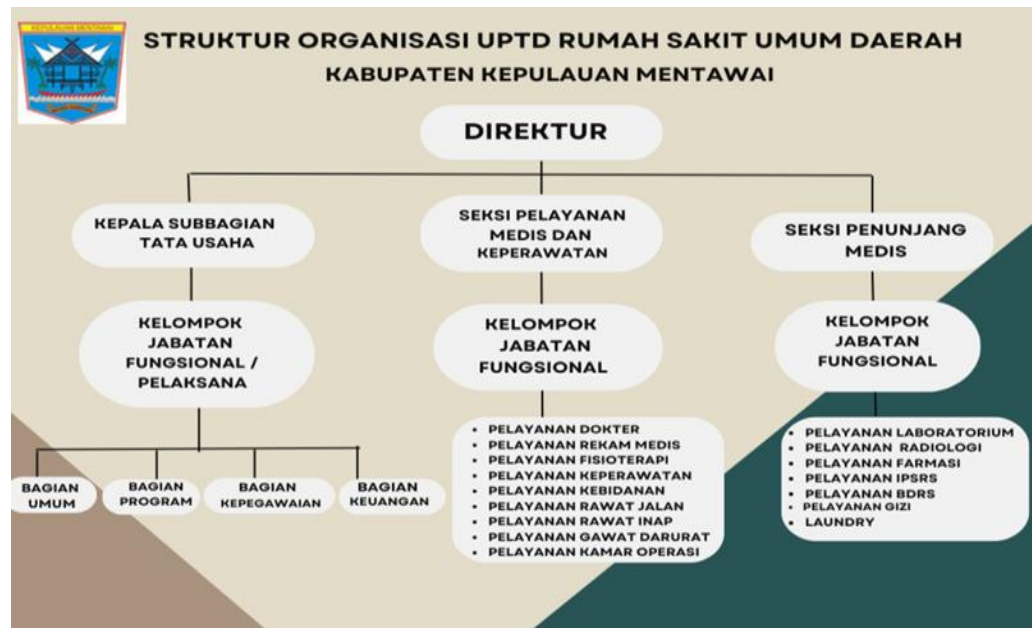 KEPULAUAN MENTAWAI
STRUKTUR ORGANISASI UPTD RUMAH SAKIT UMUM DAERAH
KABUPATEN KEPULAUAN MENTAWAI
DIREKTUR
KEPALA SUBBAGIAN
TATA USAHA
SEKSI PELAYANAN
MEDIS DAN
KEPERAWATAN
SEKSI PENUNJANG
MEDIS
KELOMPOK
JABATAN
FUNGSIONAL /
PELAKSANA
KELOMPOK
JABATAN
FUNGSIONAL
KELOMPOK
JABATAN
FUNGSIONAL
BAGIAN
UMUM
BAGIAN
PROGRAM
BAGIAN
KEPEGAWAIAN
BAGIAN
KEUANGAN
• PELAYANAN DOKTER
• PELAYANAN REKAM MEDIS
• PELAYANAN FISIOTERAPI
• PELAYANAN KEPERAWATAN
• PELAYANAN KEBIDANAN
• PELAYANAN RAWAT JALAN
• PELAYANAN RAWAT INAP
• PELAYANAN GAWAT DARURAT
• PELAYANAN KAMAR OPERASI
• PELAYANAN LABORATORIUM
• PELAYANAN RADIOLOGI
• PELAYANAN FARMASI
• PELAYANAN IPSRS
• PELAYANAN BDRS
• PELAYANAN GIZI
• LAUNDRY